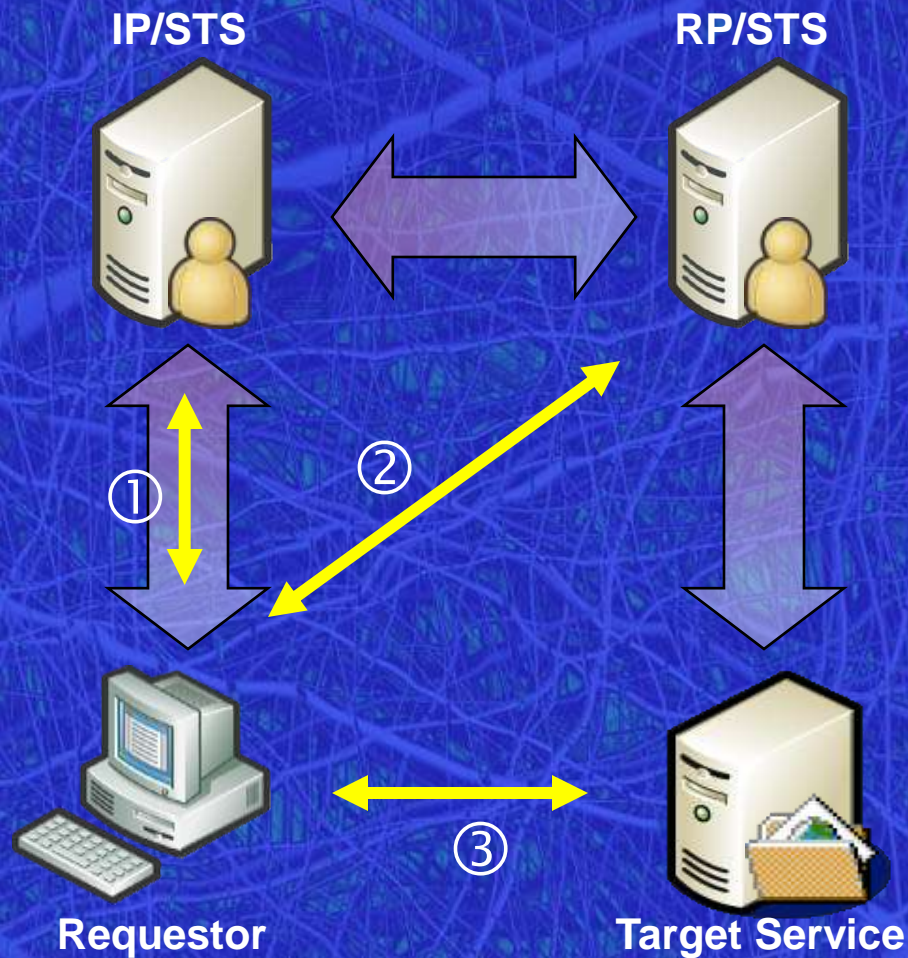 IP/STS
RP/STS
②
①
③
Requestor
Target Service